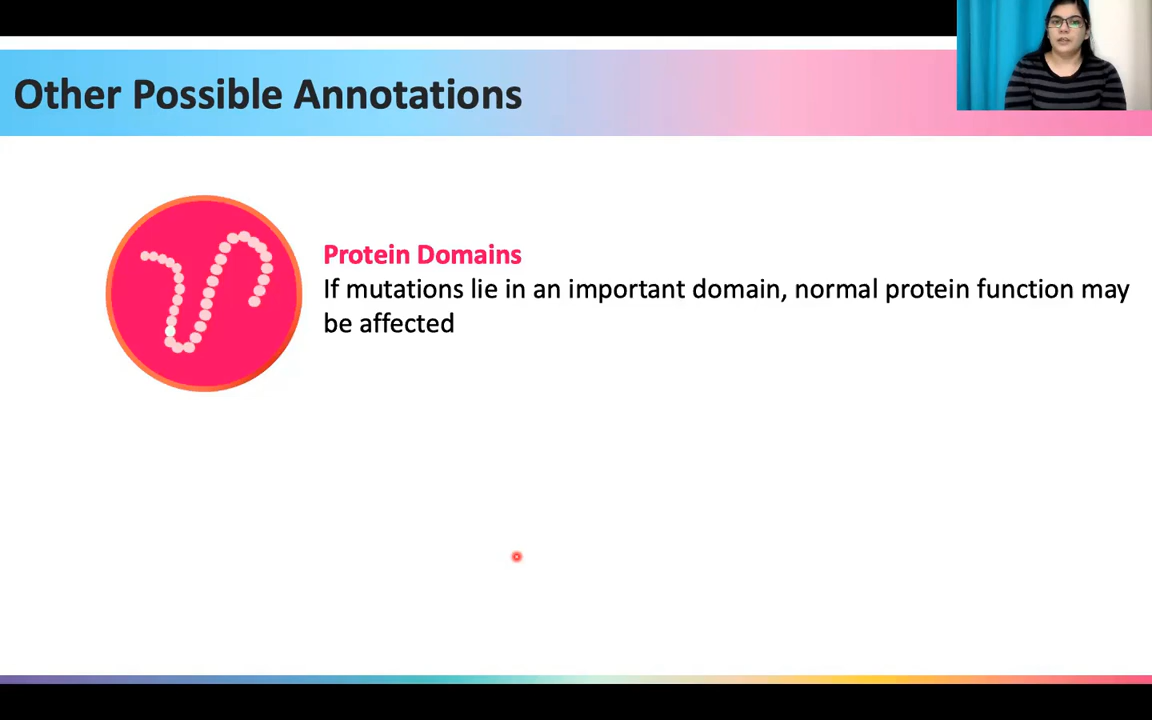 Other Possible Annotations
Protein Domains
If mutations lie in an important domain, normal protein function may
be affected